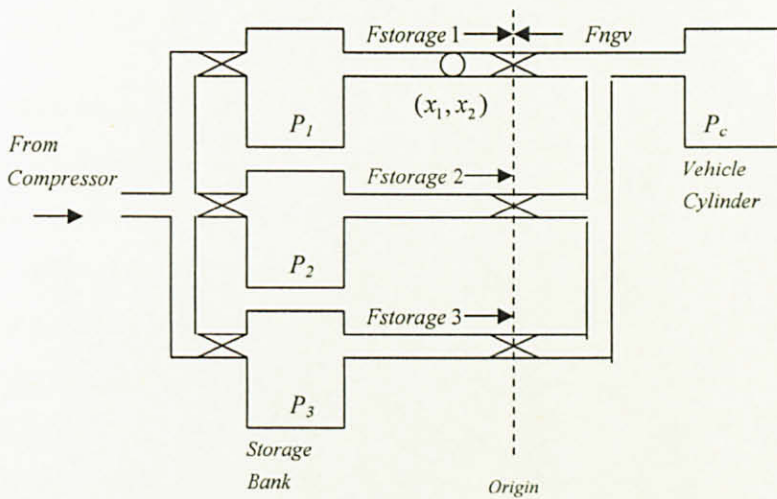 Fstorage 1
Fngv
P1
(x1, x2)
Pc
From
Compressor
Vehicle
Cylinder
Fstorage 2
P2
Fstorage 3
P3
Storage
Bank
Origin